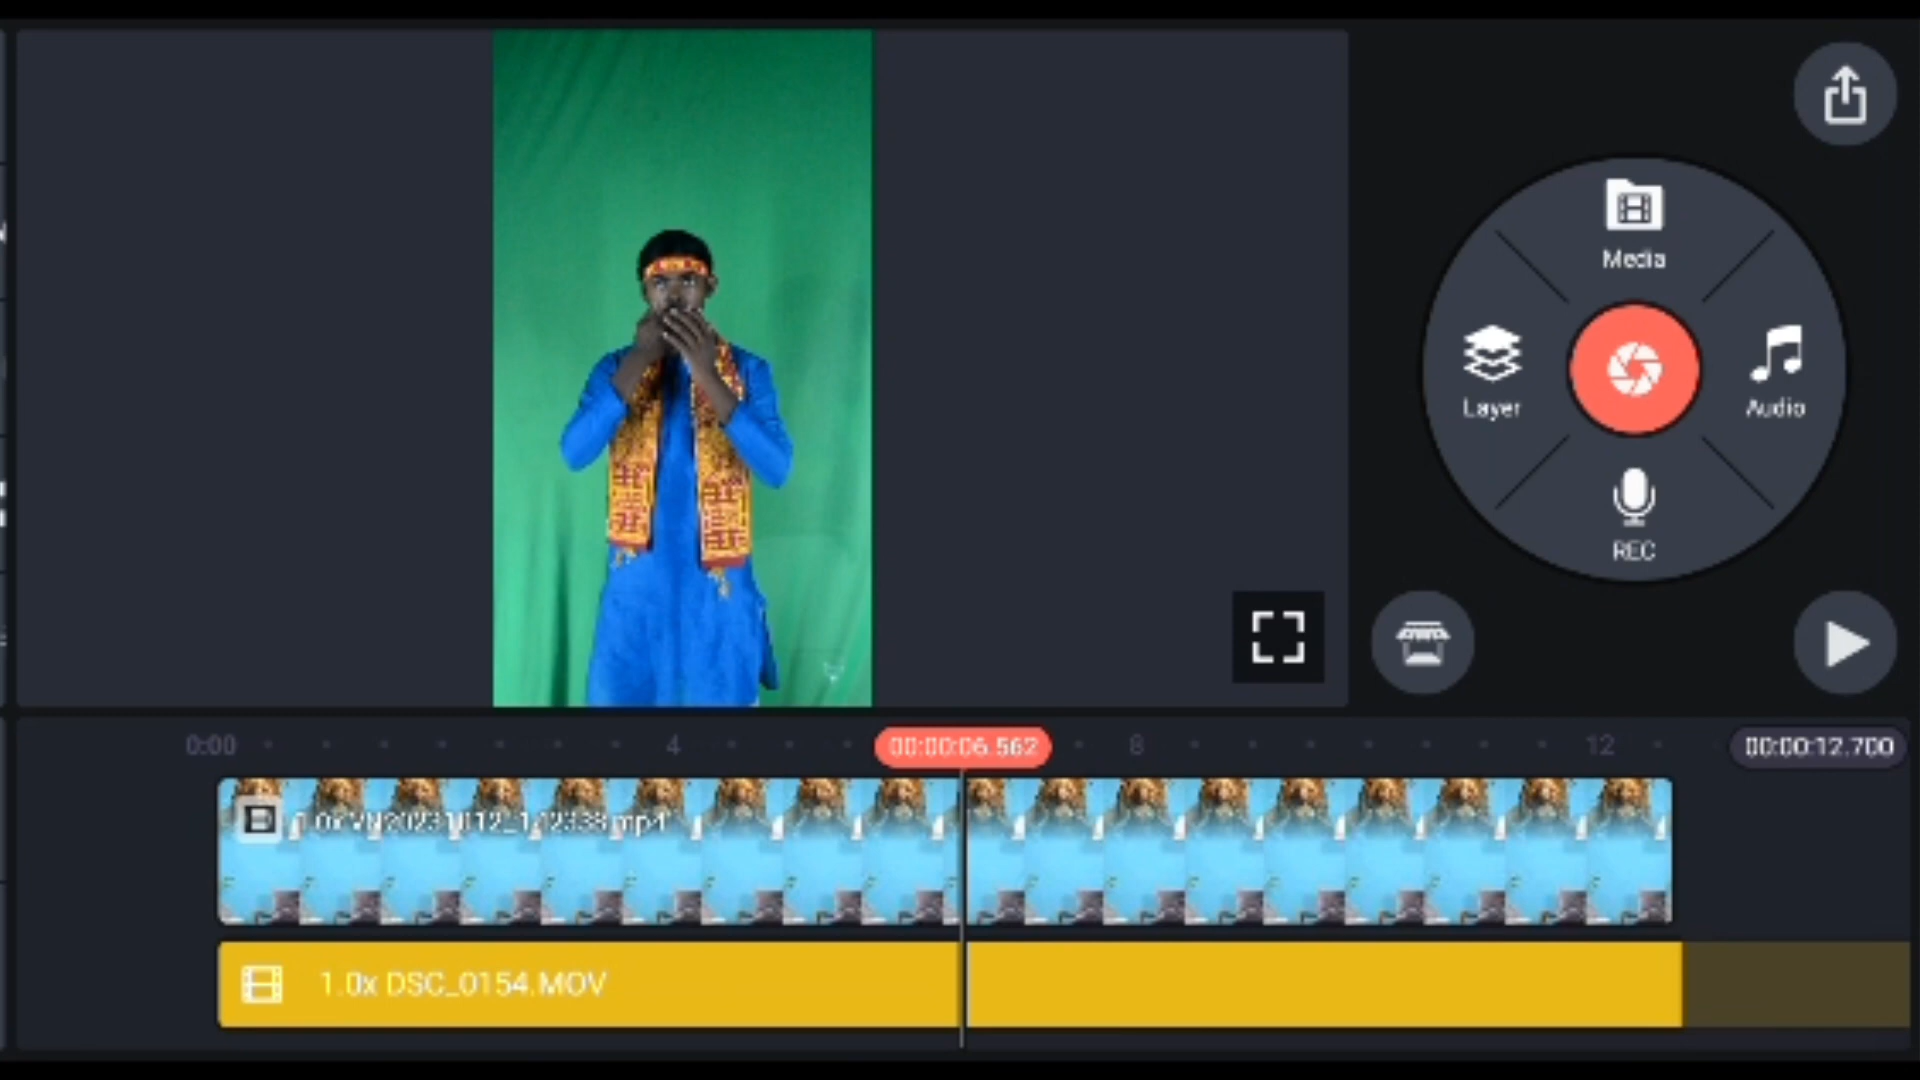 Media
Layer
Audio
REC
0:00
4
00:00:06.562
8
12
00:00:12.700
1.0x DSC_0154.MOV